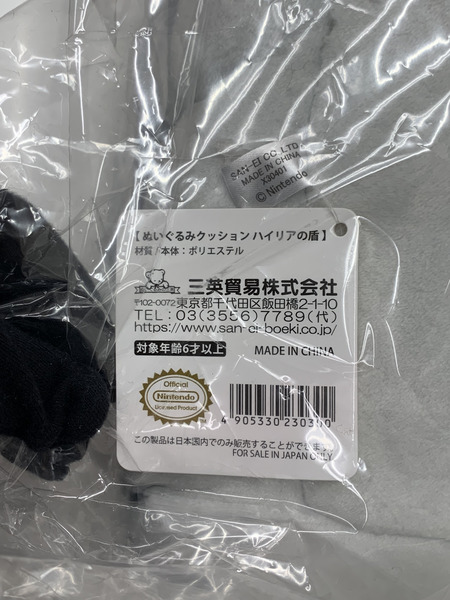 SAN-EI CO.,LTD
MADE IN CHINA
X30401
© Nintendo
【 ぬいぐるみクッション ハイリアの盾 】
材質 / 本体 : ポリエステル
三英貿易株式会社
〒102-0072 東京都千代田区飯田橋2-1-10
TEL : 03(3556)7789(代)
https://www.san-ei-boeki.co.jp/
対象年齢6才以上
MADE IN CHINA
Official
Nintendo
Licensed Product
4 905330 230300
この製品は日本国内でのみ販売することができます。
FOR SALE IN JAPAN ONLY